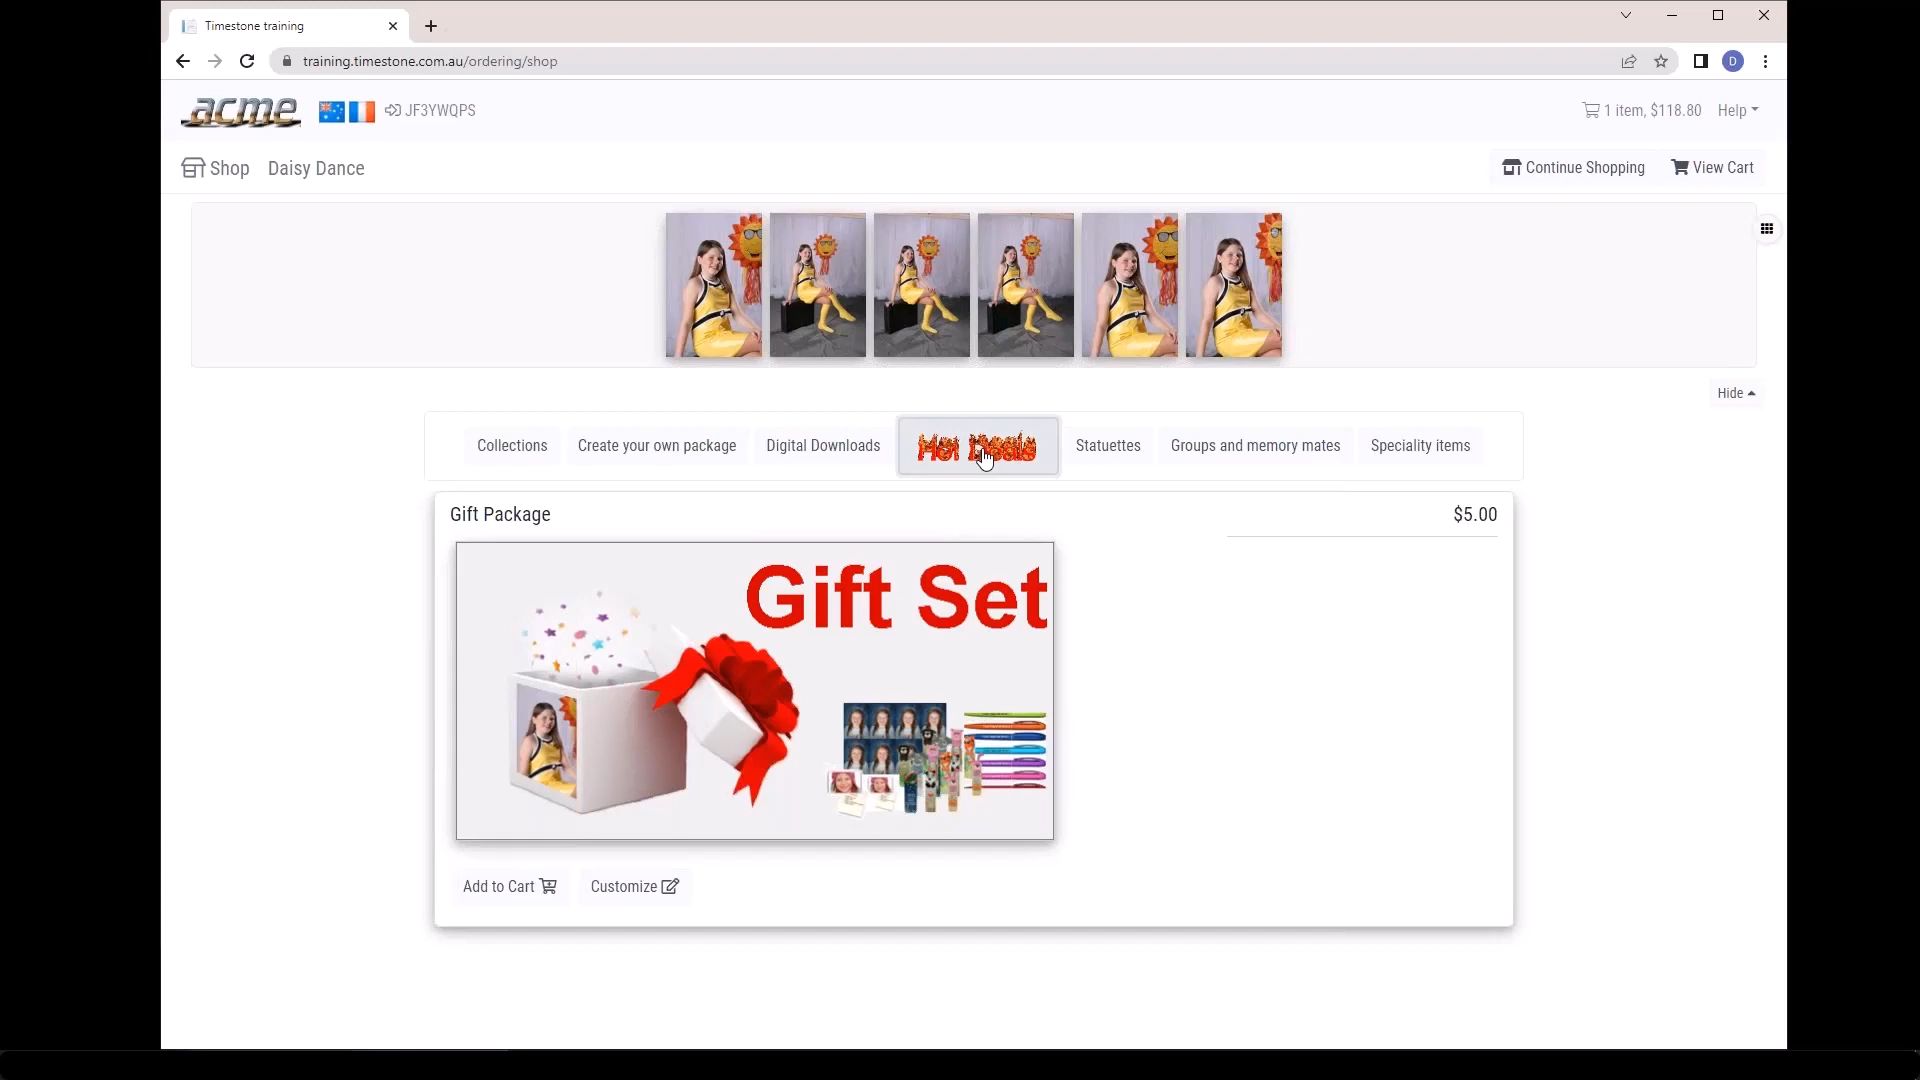 Timestone training
training.timestone.com.au/ordering/shop
D
acme
JF3YWQPS
1 item, $118.80
Help
Shop
Daisy Dance
Continue Shopping
View Cart
Hide
Collections
Create your own package
Digital Downloads
Hot Deals
Statuettes
Groups and memory mates
Speciality items
Gift Package
$5.00
Gift Set
Add to Cart
Customize